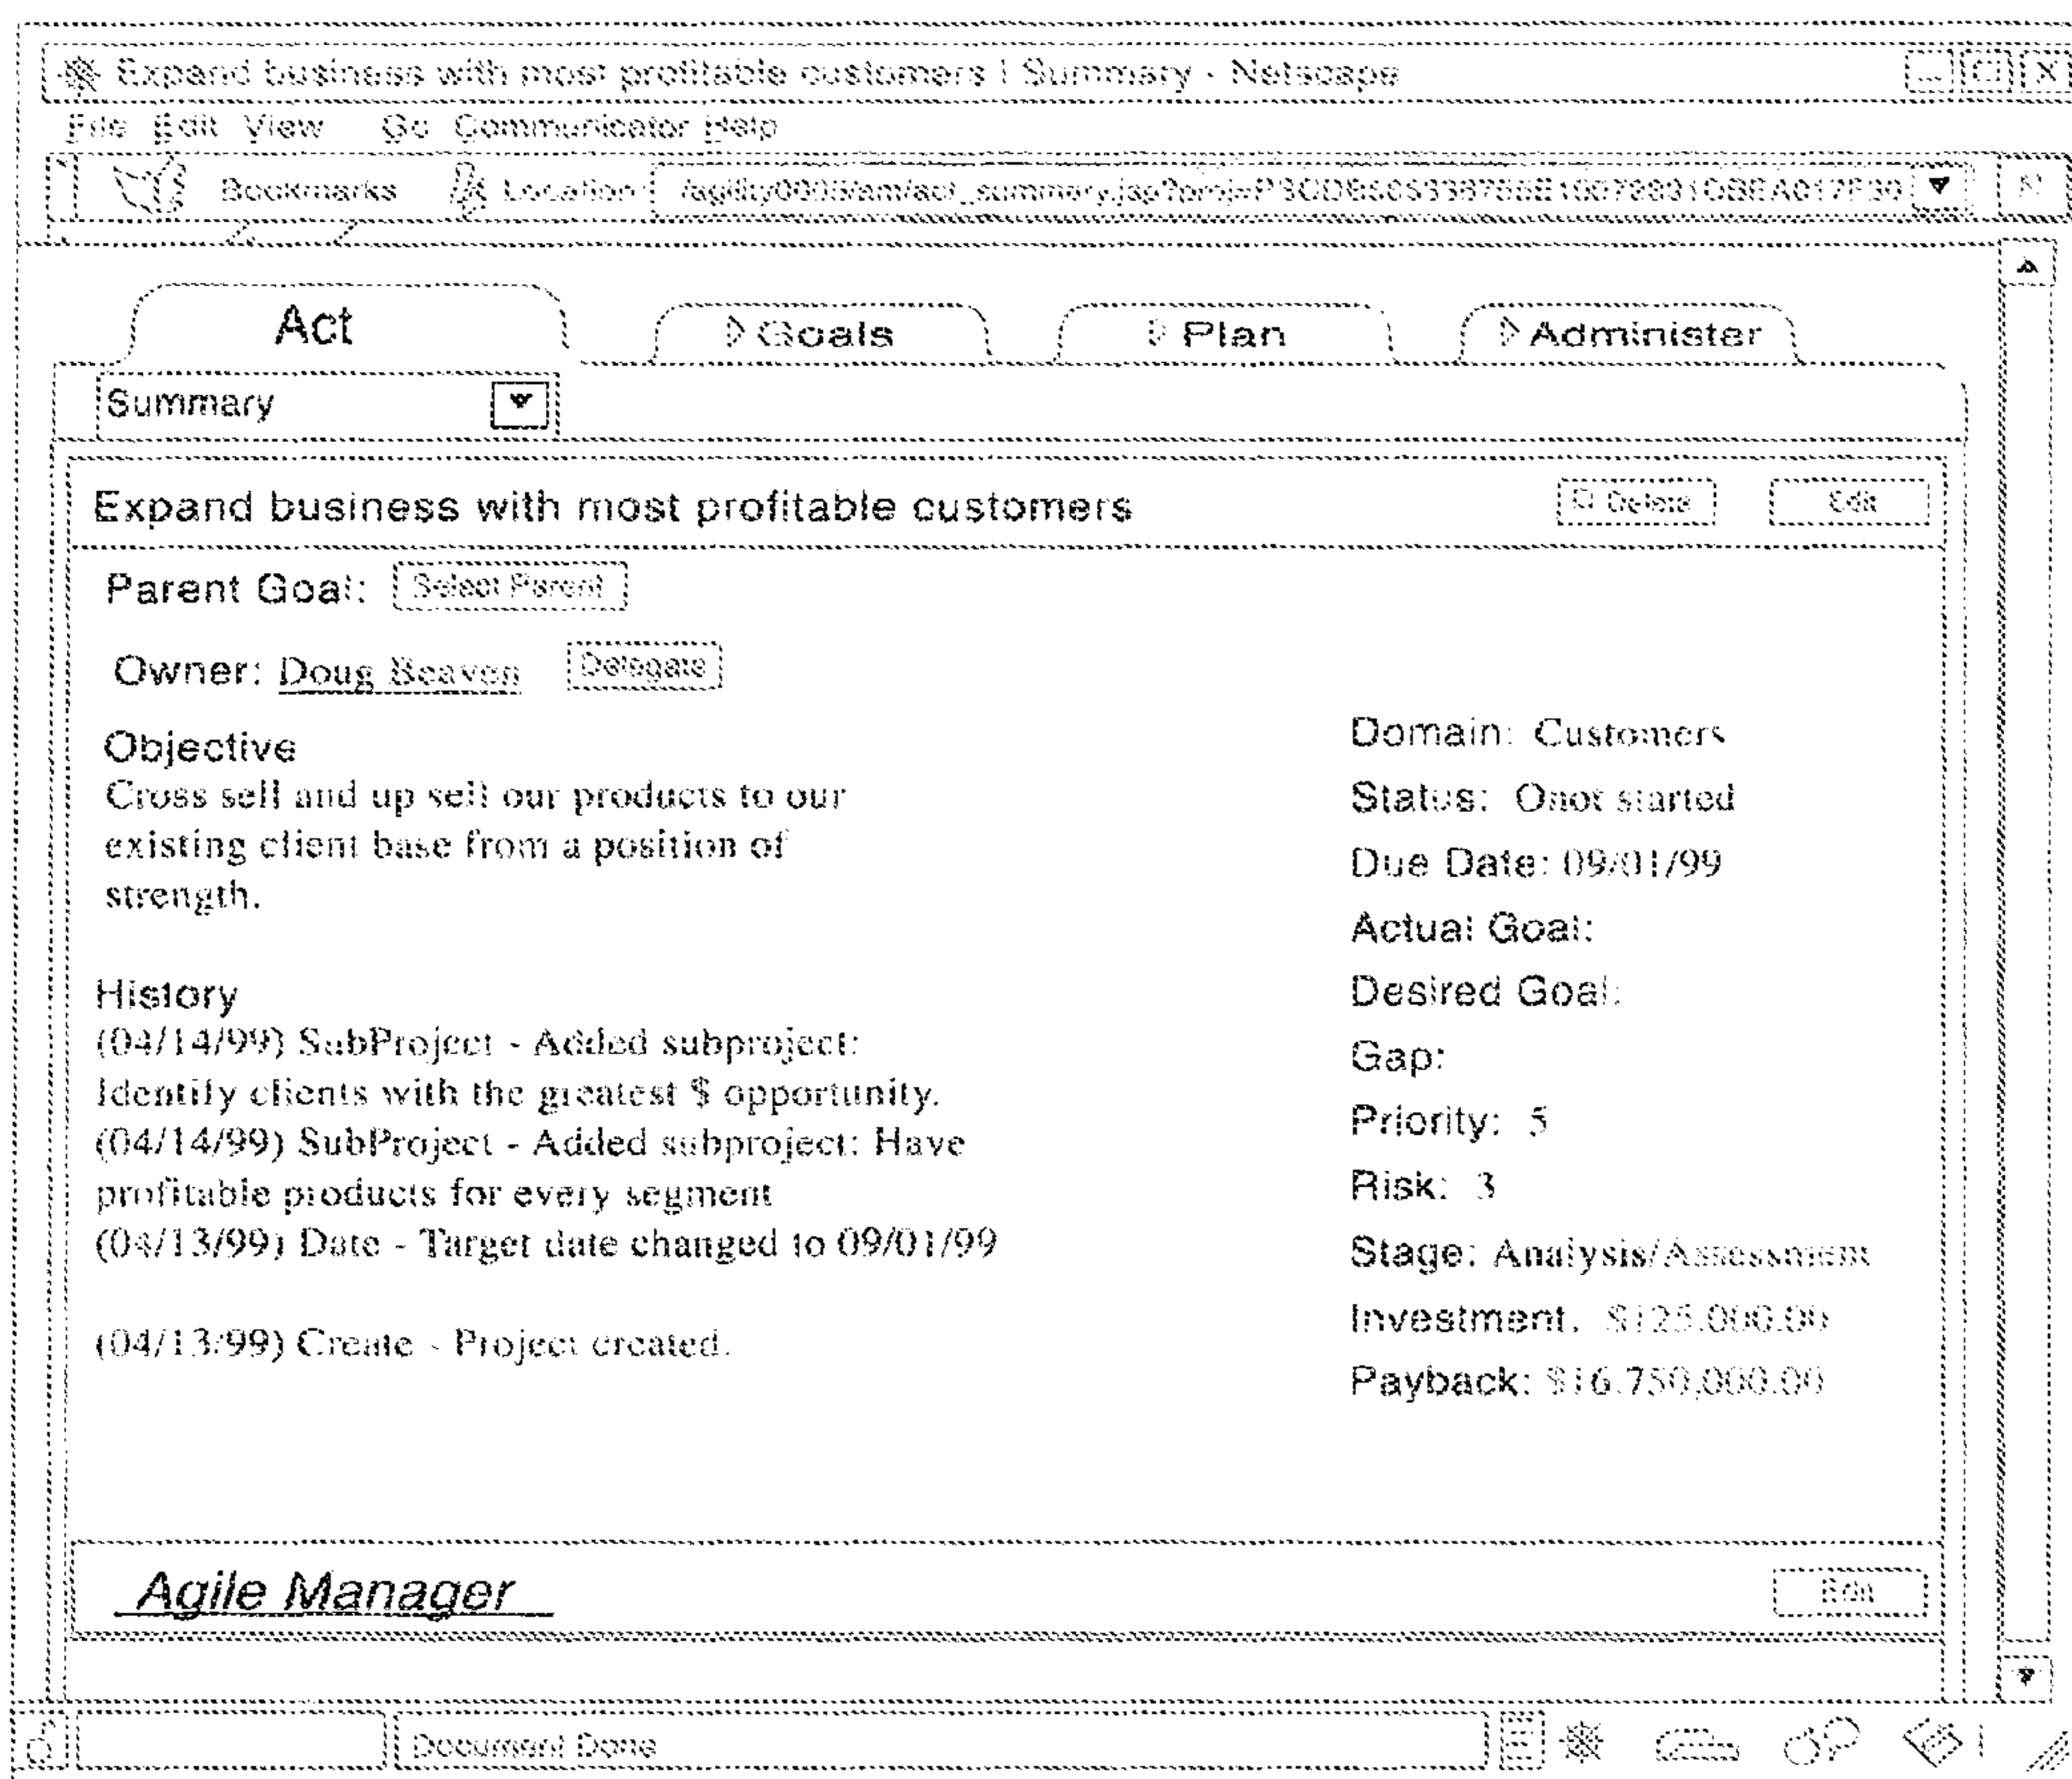 Expand business with most profitable customers | Summary - Netscape
File Edit View Go Communicator Help
Bookmarks Location
Act Goals Plan Administer
Summary
Expand business with most profitable customers Delete Edit
Parent Goal: Select Parent
Owner: Doug Beaven Delegate
Objective
Cross sell and up sell our products to our
existing client base from a position of
strength.
History
(04/14/99) SubProject - Added subproject:
Identify clients with the greatest $ opportunity.
(04/14/99) SubProject - Added subproject: Have
profitable products for every segment
(04/13/99) Date - Target date changed to 09/01/99
(04/13/99) Create - Project created.
Domain: Customers
Status: Onot started
Due Date: 09/01/99
Actual Goal:
Desired Goal:
Gap:
Priority: 5
Risk: 3
Stage: Analysis/Assessment
Investment. $125.000.00
Payback: $16.750,000.00
Agile Manager Edit
Document Done